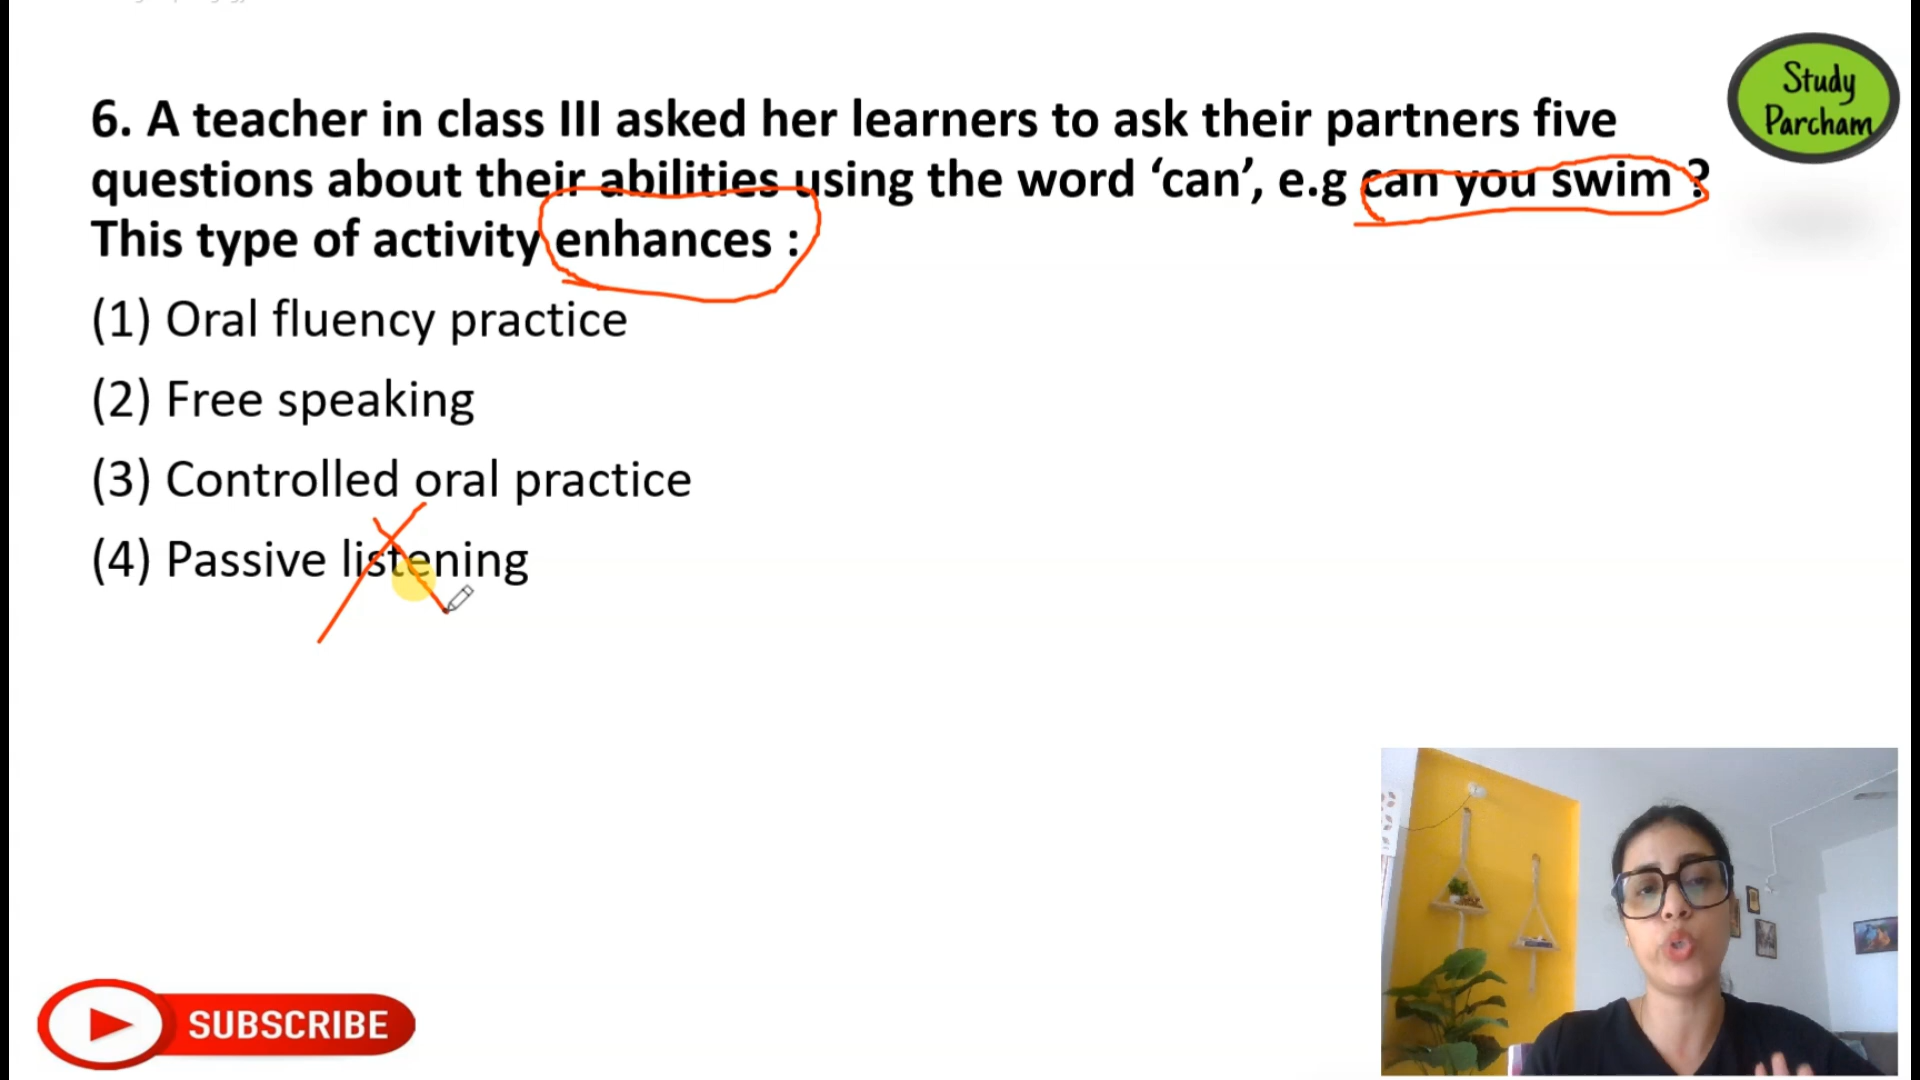 Study
Parcham
6. A teacher in class III asked her learners to ask their partners five
questions about their abilities using the word ‘can’, e.g can you swim ?
This type of activity enhances :
(1) Oral fluency practice
(2) Free speaking
(3) Controlled oral practice
(4) Passive listening
SUBSCRIBE